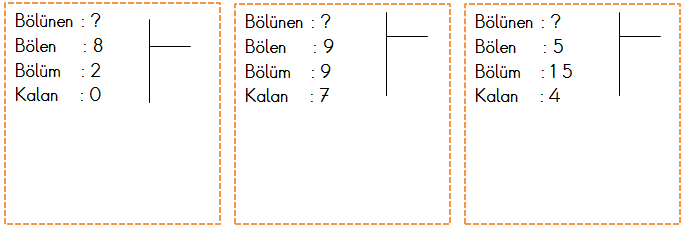 Bölünen : ?
Bölen : 8
Bölüm : 2
Kalan : 0
Bölünen : ?
Bölen : 9
Bölüm : 9
Kalan : 7
Bölünen : ?
Bölen : 5
Bölüm : 15
Kalan : 4